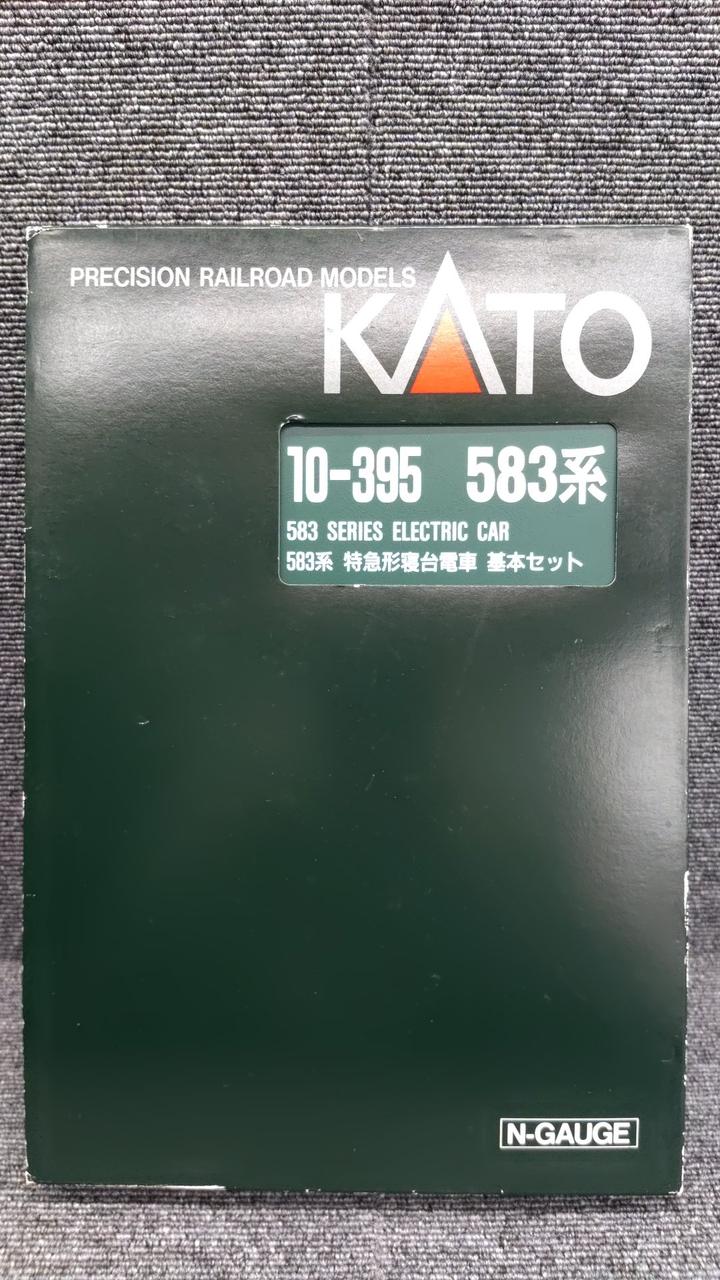 PRECISION RAILROAD MODELS
KATO
10-395 583系
583 SERIES ELECTRIC CAR
583系 特急形寝台電車 基本セット
N-GAUGE